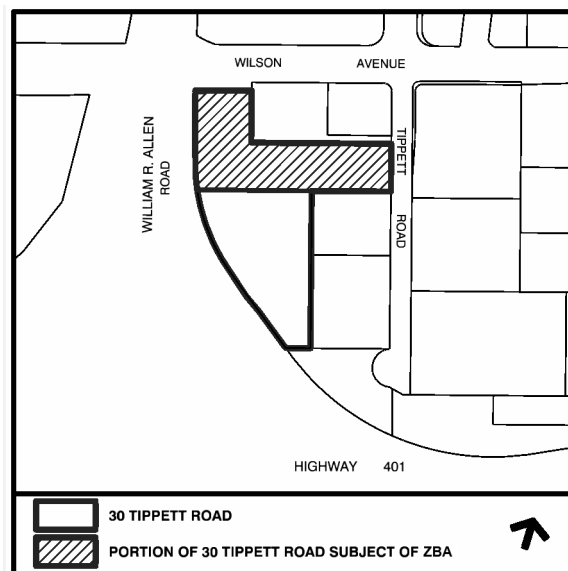 WILSON AVENUE
WILLIAM R. ALLEN
ROAD
TIPPETT
ROAD
HIGHWAY 401
30 TIPPETT ROAD
PORTION OF 30 TIPPETT ROAD SUBJECT OF ZBA